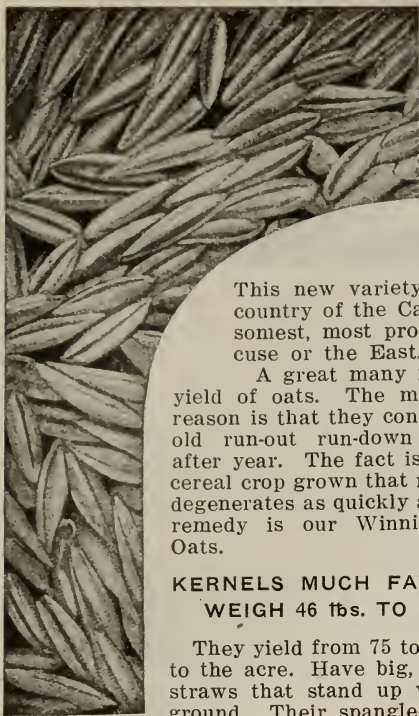 This new variety
country of the Ca
somest, most pro
cuse or the East.
A great many
yield of oats. The m
reason is that they con
old run-out run-down
after year. The fact is
cereal crop grown that
degenerates as quickly a
remedy is our Winni
Oats.
KERNELS MUCH FA
WEIGH 46 lbs. TO
They yield from 75 to
to the acre. Have big,
straws that stand up
ground. Their spangle